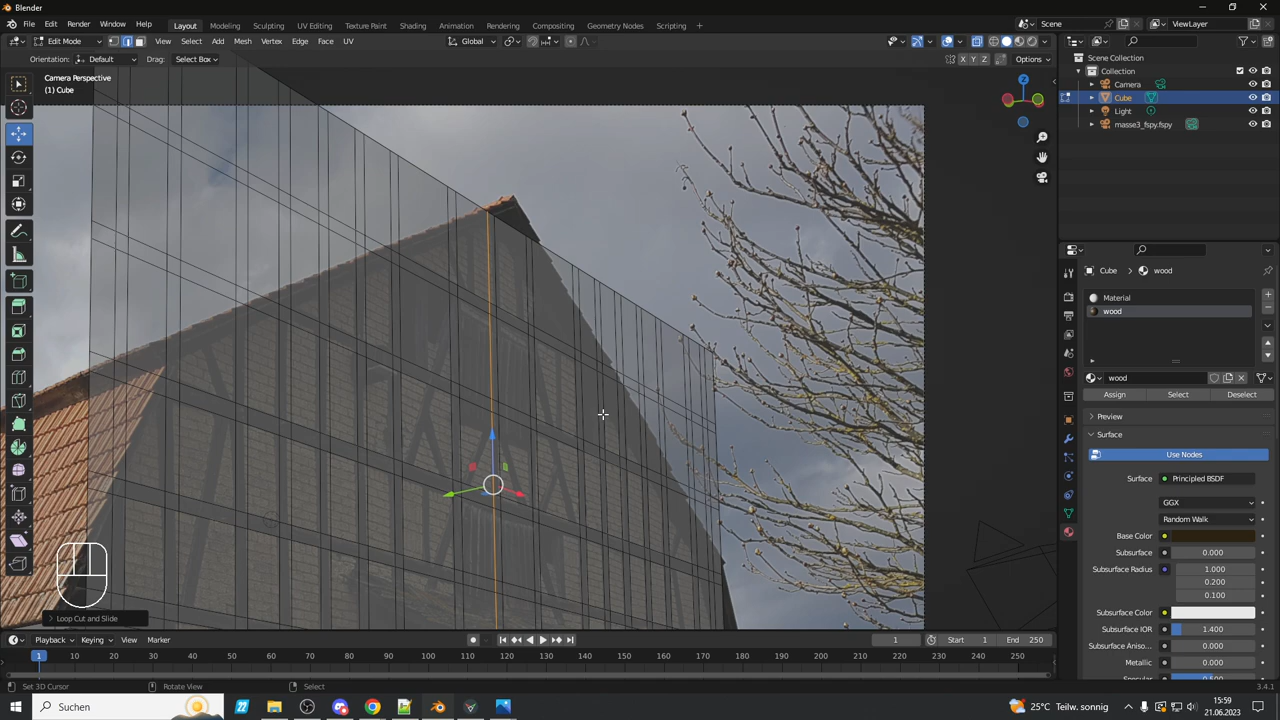 Blender
File Edit Render Window Help Layout Modeling Sculpting UV Editing Texture Paint Shading Animation Rendering Compositing Geometry Nodes Scripting + Scene ViewLayer
Edit Mode View Select Add Mesh Vertex Edge Face UV Global
Orientation: Default Drag: Select Box X Y Z Options
Camera Perspective
(1) Cube
Z
Scene Collection
Collection
Camera
Cube
Light
masse3_fspy.fspy
Cube > wood
Material
wood
wood
Assign Select Deselect
Preview
Surface
Use Nodes
Surface Principled BSDF
GGX
Random Walk
Base Color
Subsurface 0.000
Subsurface Radius 1.000
0.200
0.100
Subsurface Color
Subsurface IOR 1.400
Subsurface Aniso... 0.000
Metallic 0.000
Specular 0.500
> Loop Cut and Slide
Playback Keying View Marker 1 Start 1 End 250
1 10 20 30 40 50 60 70 80 90 100 110 120 130 140 150 160 170 180 190 200 210 220 230 240 250
Set 3D Cursor Rotate View Select 3.4.1
Suchen 25°C Teilw. sonnig 15:59
21.06.2023